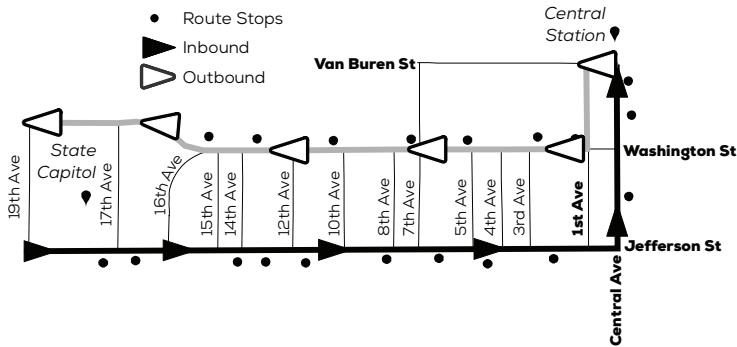 Central
Station
Route Stops
Inbound
Outbound
Van Buren St
State
Capitol
Washington St
19th Ave
17th Ave
16th Ave
15th Ave
14th Ave
12th Ave
10th Ave
8th Ave
7th Ave
5th Ave
4th Ave
3rd Ave
1st Ave
Jefferson St
Central Ave